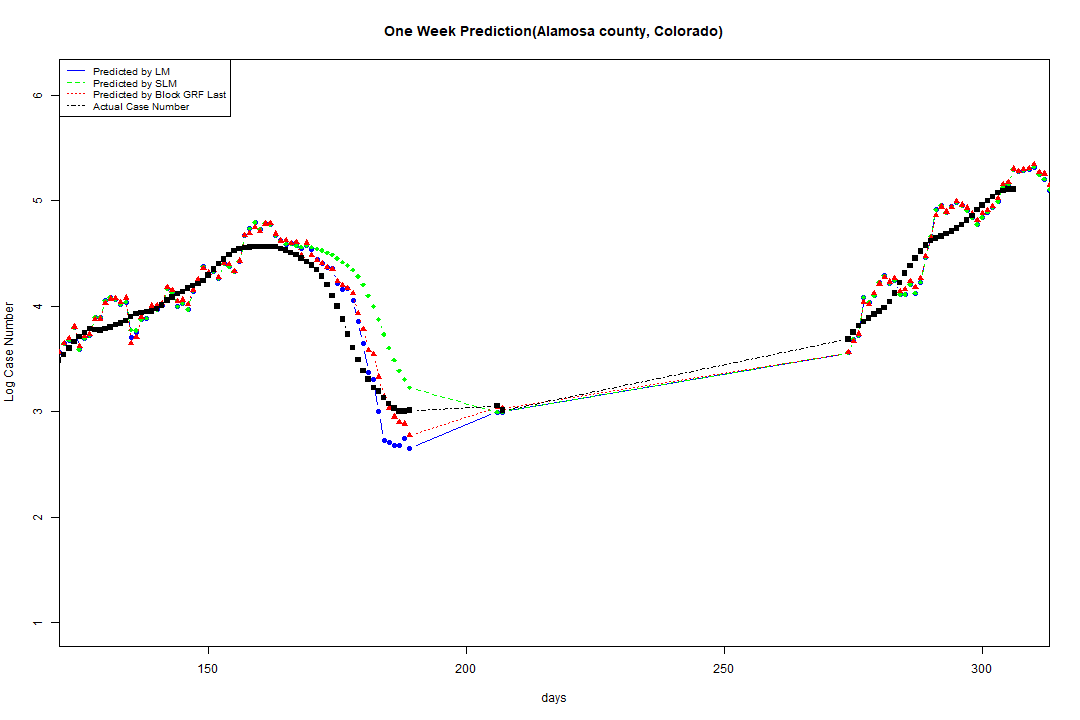 One Week Prediction(Alamosa county, Colorado)
Predicted by LM
Predicted by SLM
Predicted by Block GRF Last
Actual Case Number
6
5
4
3
2
1
Log Case Number
150 200 250 300
days